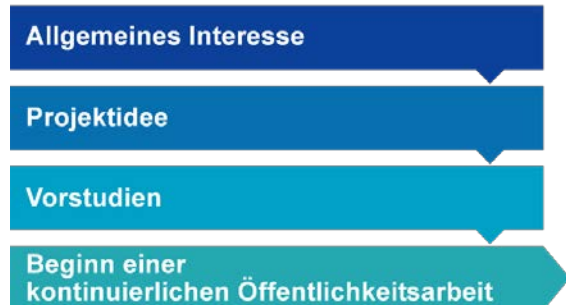 Allgemeines Interesse
Projektidee
Vorstudien
Beginn einer
kontinuierlichen Öffentlichkeitsarbeit